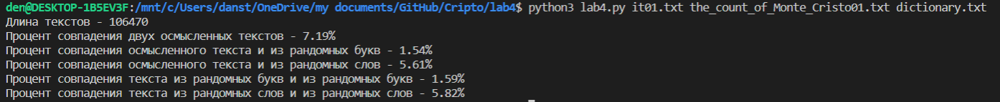 den@DESKTOP-1B5EV3F:/mnt/c/Users/danst/OneDrive/my documents/GitHub/Cripto/lab4$ python3 lab4.py it01.txt the_count_of_Monte_Cristo01.txt dictionary.txt
Длина текстов - 106470
Процент совпадения двух осмысленных текстов - 7.19%
Процент совпадения осмысленного текста и из рандомных букв - 1.54%
Процент совпадения осмысленного текста и из рандомных слов - 5.61%
Процент совпадения текста из рандомных букв и из рандомных букв - 1.59%
Процент совпадения текста из рандомных слов и из рандомных слов - 5.82%